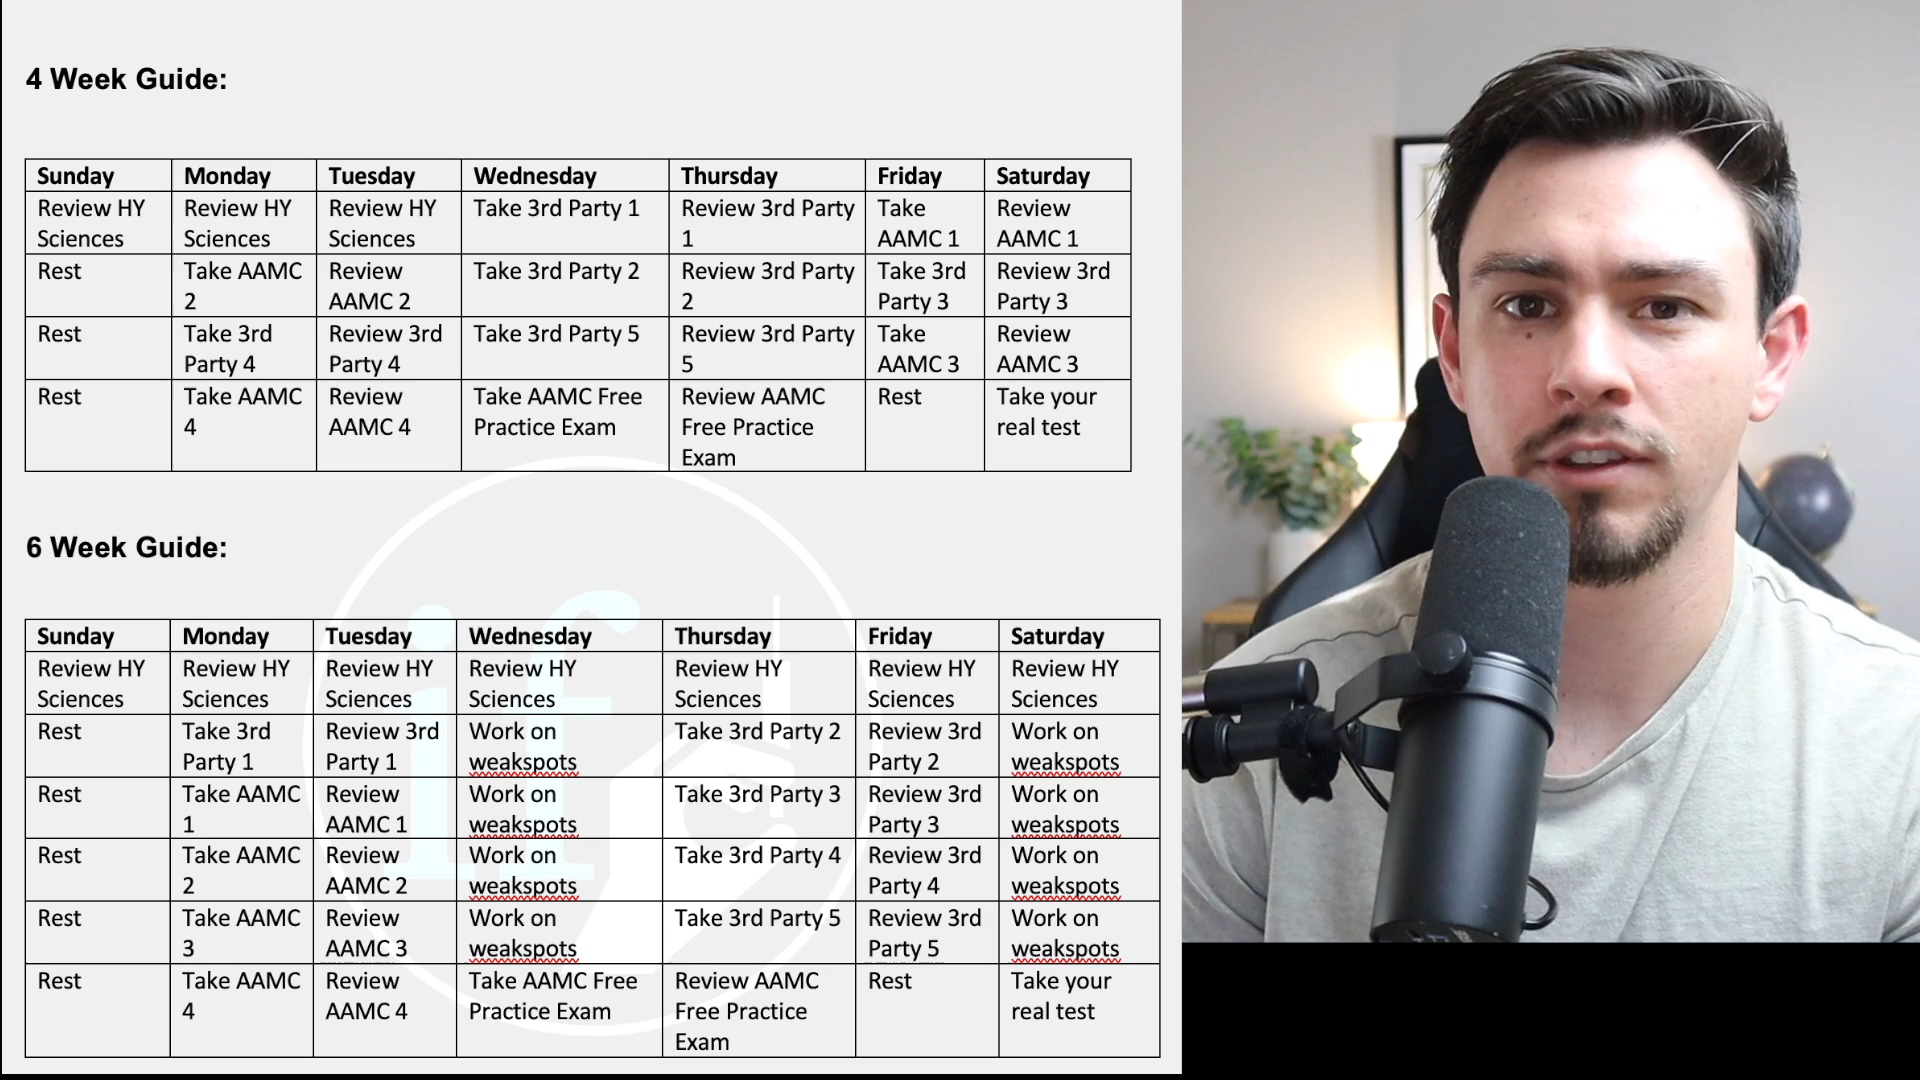 4 Week Guide:
Sunday Monday Tuesday Wednesday Thursday Friday Saturday
Review HY Review HY Review HY Take 3rd Party 1 Review 3rd Party Take Review
Sciences Sciences Sciences 1 AAMC 1 AAMC 1
Rest Take AAMC Review Take 3rd Party 2 Review 3rd Party Take 3rd Review 3rd
2 AAMC 2 2 Party 3 Party 3
Rest Take 3rd Review 3rd Take 3rd Party 5 Review 3rd Party Take Review
Party 4 Party 4 5 AAMC 3 AAMC 3
Rest Take AAMC Review Take AAMC Free Review AAMC Rest Take your
4 AAMC 4 Practice Exam Free Practice real test
Exam
6 Week Guide:
Sunday Monday Tuesday Wednesday Thursday Friday Saturday
Review HY Review HY Review HY Review HY Review HY Review HY Review HY
Sciences Sciences Sciences Sciences Sciences Sciences Sciences
Rest Take 3rd Review 3rd Work on Take 3rd Party 2 Review 3rd Work on
Party 1 Party 1 weakspots Party 2 weakspots
Rest Take AAMC Review Work on Take 3rd Party 3 Review 3rd Work on
1 AAMC 1 weakspots Party 3 weakspots
Rest Take AAMC Review Work on Take 3rd Party 4 Review 3rd Work on
2 AAMC 2 weakspots Party 4 weakspots
Rest Take AAMC Review Work on Take 3rd Party 5 Review 3rd Work on
3 AAMC 3 weakspots Party 5 weakspots
Rest Take AAMC Review Take AAMC Free Review AAMC Rest Take your
4 AAMC 4 Practice Exam Free Practice real test
Exam
if